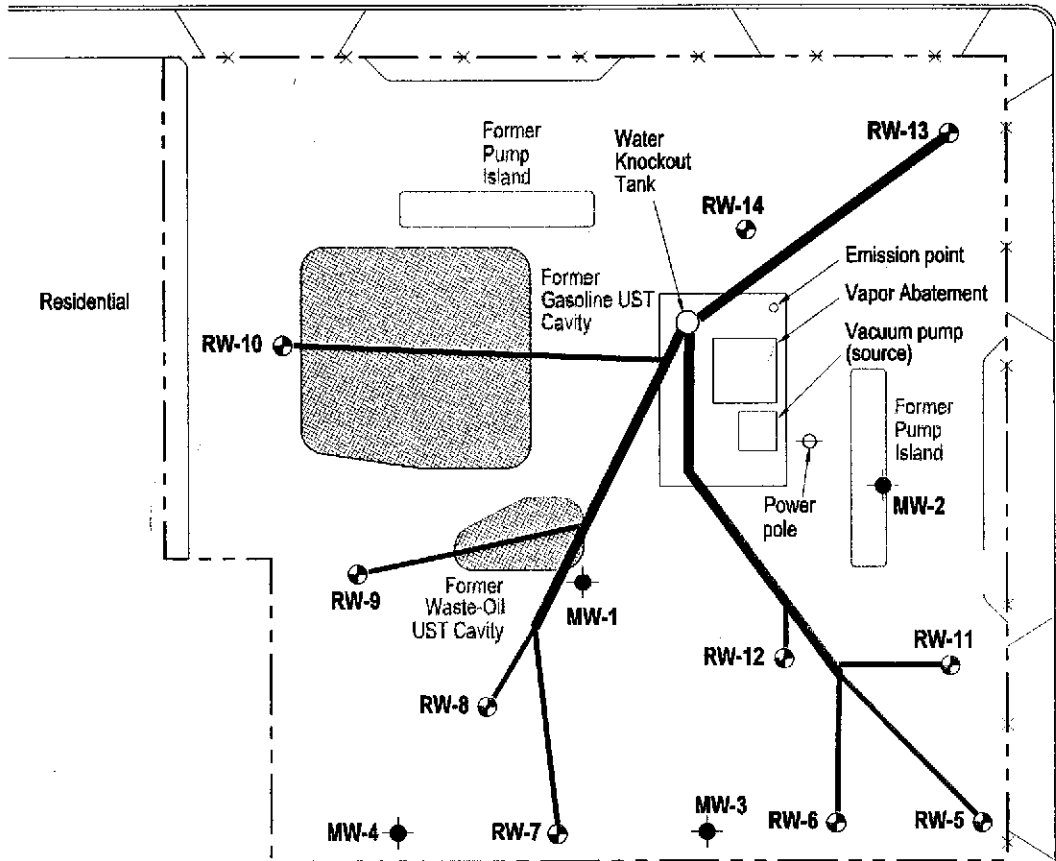 Former
Pump
Island
Water
Knockout
Tank
RW-13
RW-14
Emission point
Former
Gasoline UST
Cavity
Vapor Abatement
Residential
Vacuum pump
(source)
RW-10
Former
Pump
Island
Power
pole
MW-2
RW-9
Former
Waste-Oil
UST Cavity
MW-1
RW-12
RW-11
RW-8
MW-4
RW-7
MW-3
RW-6
RW-5